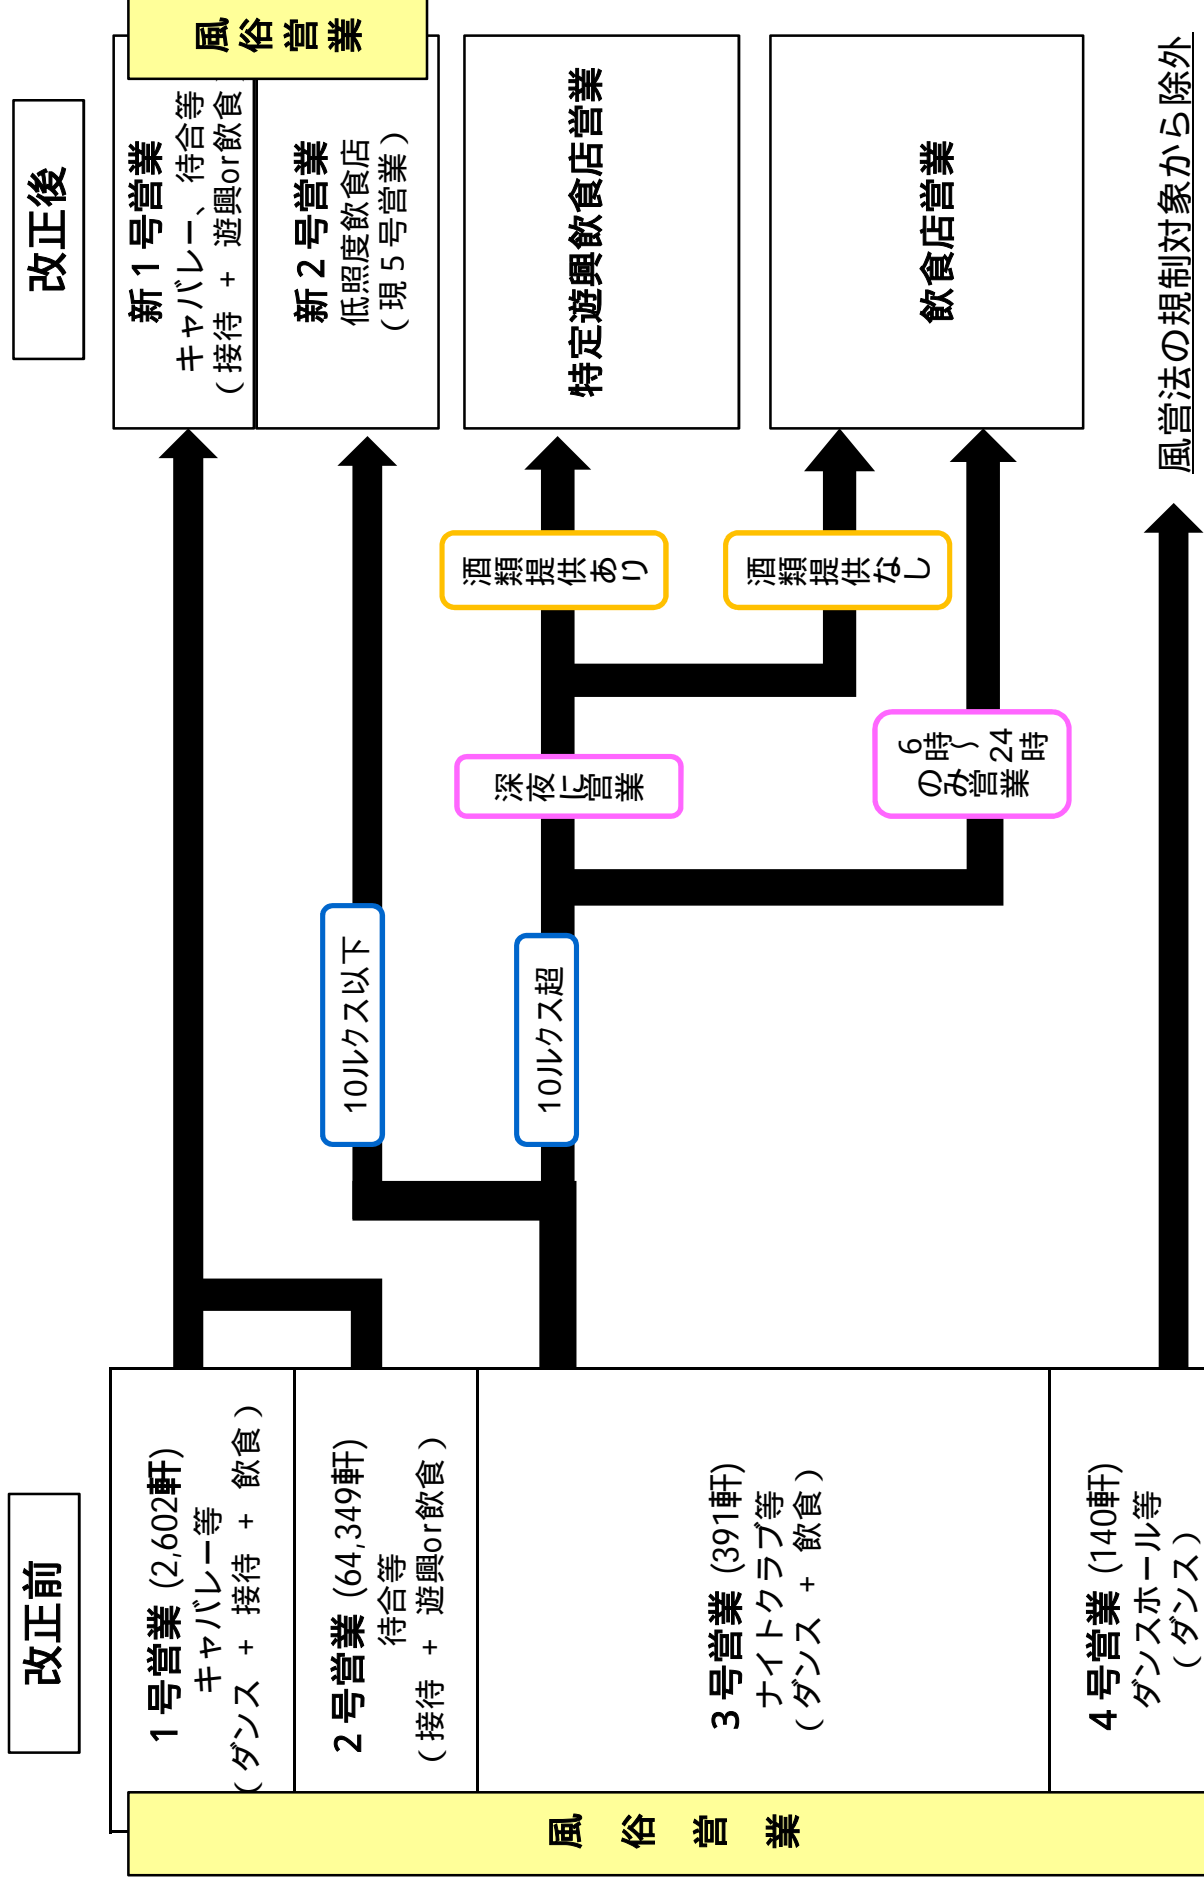 改正前
改正後
風俗営業
１号営業 (2,602軒)
キャバレー等
（ダンス + 接待 + 飲食）
２号営業 (64,349軒)
待合等
（接待 + 遊興or飲食）
３号営業 (391軒)
ナイトクラブ等
（ダンス + 飲食）
４号営業 (140軒)
ダンスホール等
（ダンス）
10ルクス以下
10ルクス超
深夜に営業
6時～24時
のみ営業
酒類提供あり
酒類提供なし
風俗営業
新１号営業
キャバレー、待合等
（接待 + 遊興or飲食
新２号営業
低照度飲食店
（現５号営業）
特定遊興飲食店営業
飲食店営業
風営法の規制対象から除外